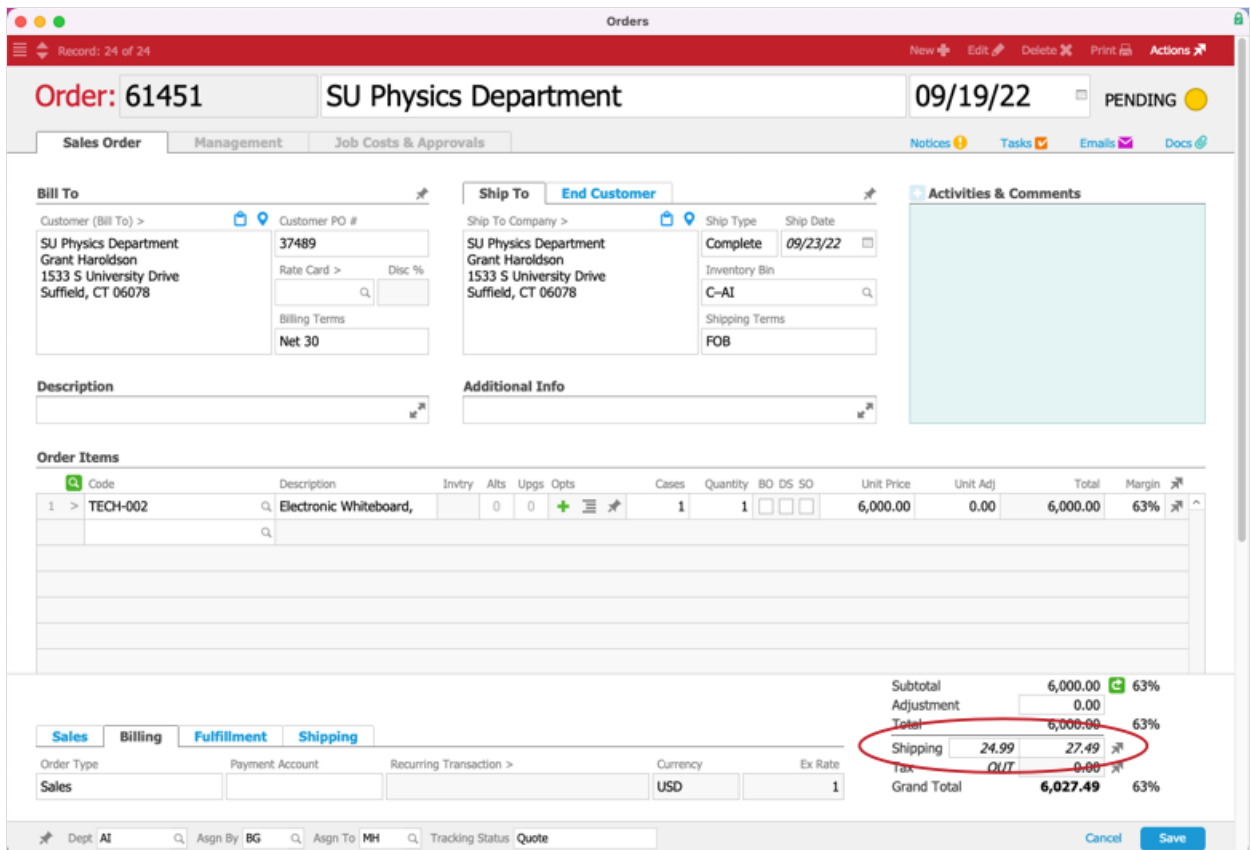 Orders
Record: 24 of 24 New Edit Delete Print Actions
Order: 61451 SU Physics Department 09/19/22 PENDING
Sales Order Management Job Costs & Approvals Notices Tasks Emails Docs
Bill To Ship To End Customer Activities & Comments
Customer (Bill To) > Customer PO # Ship To Company > Ship Type Ship Date
SU Physics Department 37489 SU Physics Department Complete 09/23/22
Grant Haroldson Grant Haroldson
1533 S University Drive Rate Card > Disc % 1533 S University Drive Inventory Bin
Suffield, CT 06078 Suffield, CT 06078 C–AI
Billing Terms Shipping Terms
Net 30 FOB
Description Additional Info
Order Items
Code Description Invtry Alts Upgs Opts Cases Quantity BO DS SO Unit Price Unit Adj Total Margin
1 > TECH-002 Electronic Whiteboard, 0 0 1 1 6,000.00 0.00 6,000.00 63%
Subtotal 6,000.00 63%
Adjustment 0.00
Total 6,000.00 63%
Sales Billing Fulfillment Shipping Shipping 24.99 27.49
Order Type Payment Account Recurring Transaction > Currency Ex Rate Tax OUT 0.00
Sales USD 1 Grand Total 6,027.49 63%
Dept AI Asgn By BG Asgn To MH Tracking Status Quote Cancel Save